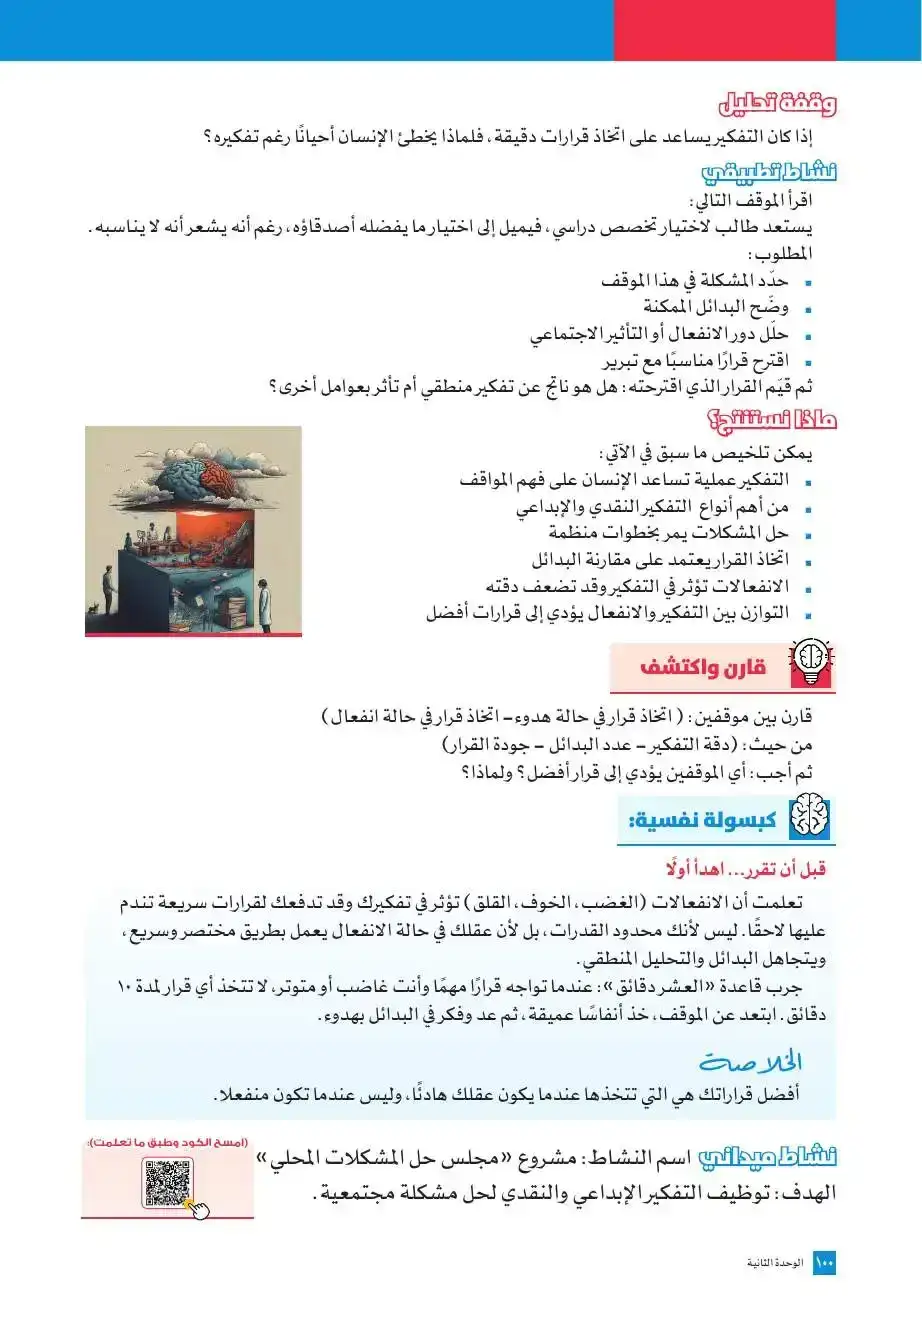 وقفة تحليل
إذا كان التفكير يساعد على اتخاذ قرارات دقيقة، فلماذا يخطئ الإنسان أحيانًا رغم تفكيره؟
نشاط تطبيقي
اقرأ الموقف التالي:
يستعد طالب لاختيار تخصص دراسي، فيميل إلى اختيار ما يفضله أصدقاؤه، رغم أنه يشعر أنه لا يناسبه.
المطلوب:
▪ حدّد المشكلة في هذا الموقف
▪ وضّح البدائل الممكنة
▪ حلّل دور الانفعال أو التأثير الاجتماعي
▪ اقترح قرارًا مناسبًا مع تبرير
ثم قيّم القرار الذي اقترحته: هل هو ناتج عن تفكير منطقي أم تأثر بعوامل أخرى؟
ماذا نستنتج؟
يمكن تلخيص ما سبق في الآتي:
▪ التفكير عملية تساعد الإنسان على فهم المواقف
▪ من أهم أنواع التفكير النقدي والإبداعي
▪ حل المشكلات يمر بخطوات منظمة
▪ اتخاذ القرار يعتمد على مقارنة البدائل
▪ الانفعالات تؤثر في التفكير وقد تضعف دقته
▪ التوازن بين التفكير والانفعال يؤدي إلى قرارات أفضل
قارن واكتشف
قارن بين موقفين: ( اتخاذ قرار في حالة هدوء – اتخاذ قرار في حالة انفعال )
من حيث: (دقة التفكير – عدد البدائل – جودة القرار)
ثم أجب: أي الموقفين يؤدي إلى قرار أفضل؟ ولماذا؟
كبسولة نفسية:
قبل أن تقرر... اهدأ أولًا
تعلمت أن الانفعالات (الغضب، الخوف، القلق) تؤثر في تفكيرك وقد تدفعك لقرارات سريعة تندم
عليها لاحقًا. ليس لأنك محدود القدرات، بل لأن عقلك في حالة الانفعال يعمل بطريق مختصر وسريع،
ويتجاهل البدائل والتحليل المنطقي.
جرب قاعدة «العشر دقائق»: عندما تواجه قرارًا مهمًا وأنت غاضب أو متوتر، لا تتخذ أي قرار لمدة ١٠
دقائق. ابتعد عن الموقف، خذ أنفاسًا عميقة، ثم عد وفكر في البدائل بهدوء.
الخلاصة
أفضل قراراتك هي التي تتخذها عندما يكون عقلك هادئًا، وليس عندما تكون منفعلا.
نشاط ميداني اسم النشاط: مشروع «مجلس حل المشكلات المحلي»
الهدف: توظيف التفكير الإبداعي والنقدي لحل مشكلة مجتمعية.
(امسح الكود وطبق ما تعلمت):
١٠٠ الوحدة الثانية